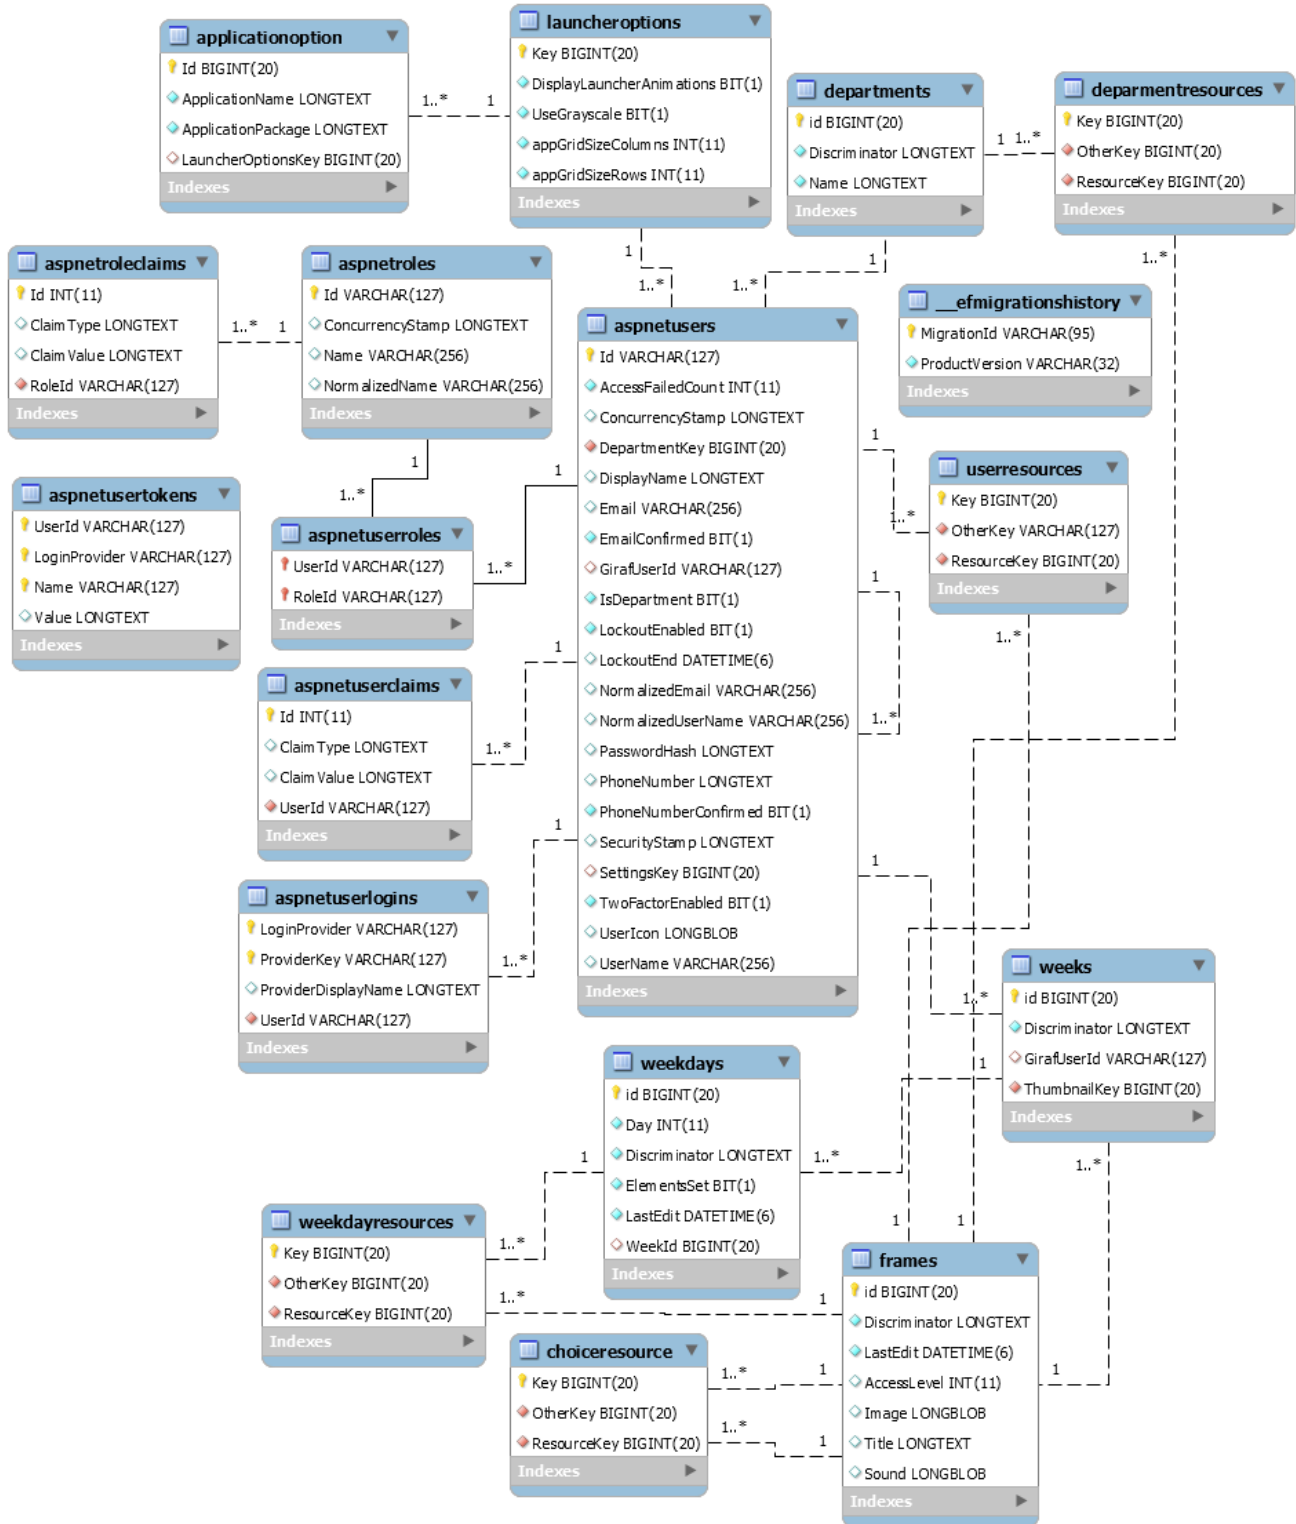 applicationoption
Id BIGINT(20)
ApplicationName LONGTEXT
ApplicationPackage LONGTEXT
LauncherOptionsKey BIGINT(20)
Indexes
1..*
1
launcheroptions
Key BIGINT(20)
DisplayLauncherAnimations BIT(1)
UseGrayscale BIT(1)
appGridSizeColumns INT(11)
appGridSizeRows INT(11)
Indexes
departments
id BIGINT(20)
Discriminator LONGTEXT
Name LONGTEXT
Indexes
1
1..*
deparmentresources
Key BIGINT(20)
OtherKey BIGINT(20)
ResourceKey BIGINT(20)
Indexes
1
1..*
1
1..*
1..*
aspnetroleclaims
Id INT(11)
ClaimType LONGTEXT
ClaimValue LONGTEXT
RoleId VARCHAR(127)
Indexes
1..*
1
aspnetroles
Id VARCHAR(127)
ConcurrencyStamp LONGTEXT
Name VARCHAR(256)
NormalizedName VARCHAR(256)
Indexes
1
1..*
__efmigrationshistory
MigrationId VARCHAR(95)
ProductVersion VARCHAR(32)
Indexes
aspnetusers
Id VARCHAR(127)
AccessFailedCount INT(11)
ConcurrencyStamp LONGTEXT
DepartmentKey BIGINT(20)
DisplayName LONGTEXT
Email VARCHAR(256)
EmailConfirmed BIT(1)
GirafUserId VARCHAR(127)
IsDepartment BIT(1)
LockoutEnabled BIT(1)
LockoutEnd DATETIME(6)
NormalizedEmail VARCHAR(256)
NormalizedUserName VARCHAR(256)
PasswordHash LONGTEXT
PhoneNumber LONGTEXT
PhoneNumberConfirmed BIT(1)
SecurityStamp LONGTEXT
SettingsKey BIGINT(20)
TwoFactorEnabled BIT(1)
UserIcon LONGBLOB
UserName VARCHAR(256)
Indexes
1
1..*
1
1..*
1
1..*
userresources
Key BIGINT(20)
OtherKey VARCHAR(127)
ResourceKey BIGINT(20)
Indexes
1..*
aspnetusertokens
UserId VARCHAR(127)
LoginProvider VARCHAR(127)
Name VARCHAR(127)
Value LONGTEXT
Indexes
aspnetuserroles
UserId VARCHAR(127)
RoleId VARCHAR(127)
Indexes
1
1..*
aspnetuserclaims
Id INT(11)
ClaimType LONGTEXT
ClaimValue LONGTEXT
UserId VARCHAR(127)
Indexes
1
1..*
aspnetuserlogins
LoginProvider VARCHAR(127)
ProviderKey VARCHAR(127)
ProviderDisplayName LONGTEXT
UserId VARCHAR(127)
Indexes
1
1..*
weeks
id BIGINT(20)
Discriminator LONGTEXT
GirafUserId VARCHAR(127)
ThumbnailKey BIGINT(20)
Indexes
1
1..*
1..*
weekdays
id BIGINT(20)
Day INT(11)
Discriminator LONGTEXT
ElementsSet BIT(1)
LastEdit DATETIME(6)
WeekId BIGINT(20)
Indexes
1
1..*
weekdayresources
Key BIGINT(20)
OtherKey BIGINT(20)
ResourceKey BIGINT(20)
Indexes
1..*
1
1
1
frames
id BIGINT(20)
Discriminator LONGTEXT
LastEdit DATETIME(6)
AccessLevel INT(11)
Image LONGBLOB
Title LONGTEXT
Sound LONGBLOB
Indexes
1
choiceresource
Key BIGINT(20)
OtherKey BIGINT(20)
ResourceKey BIGINT(20)
Indexes
1..*
1
1..*
1